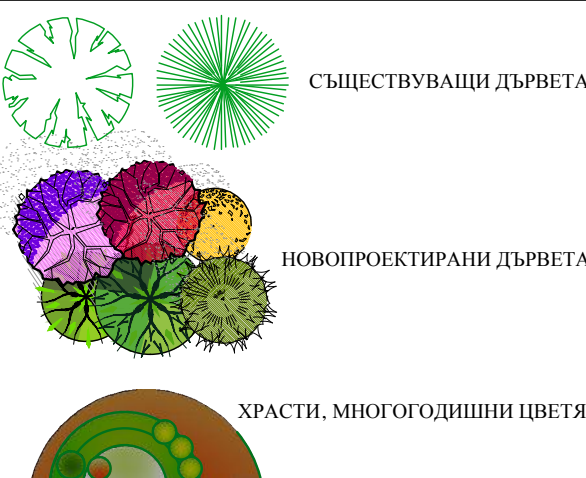 СЪЩЕСТВУВАЩИ ДЪРВЕТА
НОВОПРОЕКТИРАНИ ДЪРВЕТА
ХРАСТИ, МНОГОГОДИШНИ ЦВЕТЯ